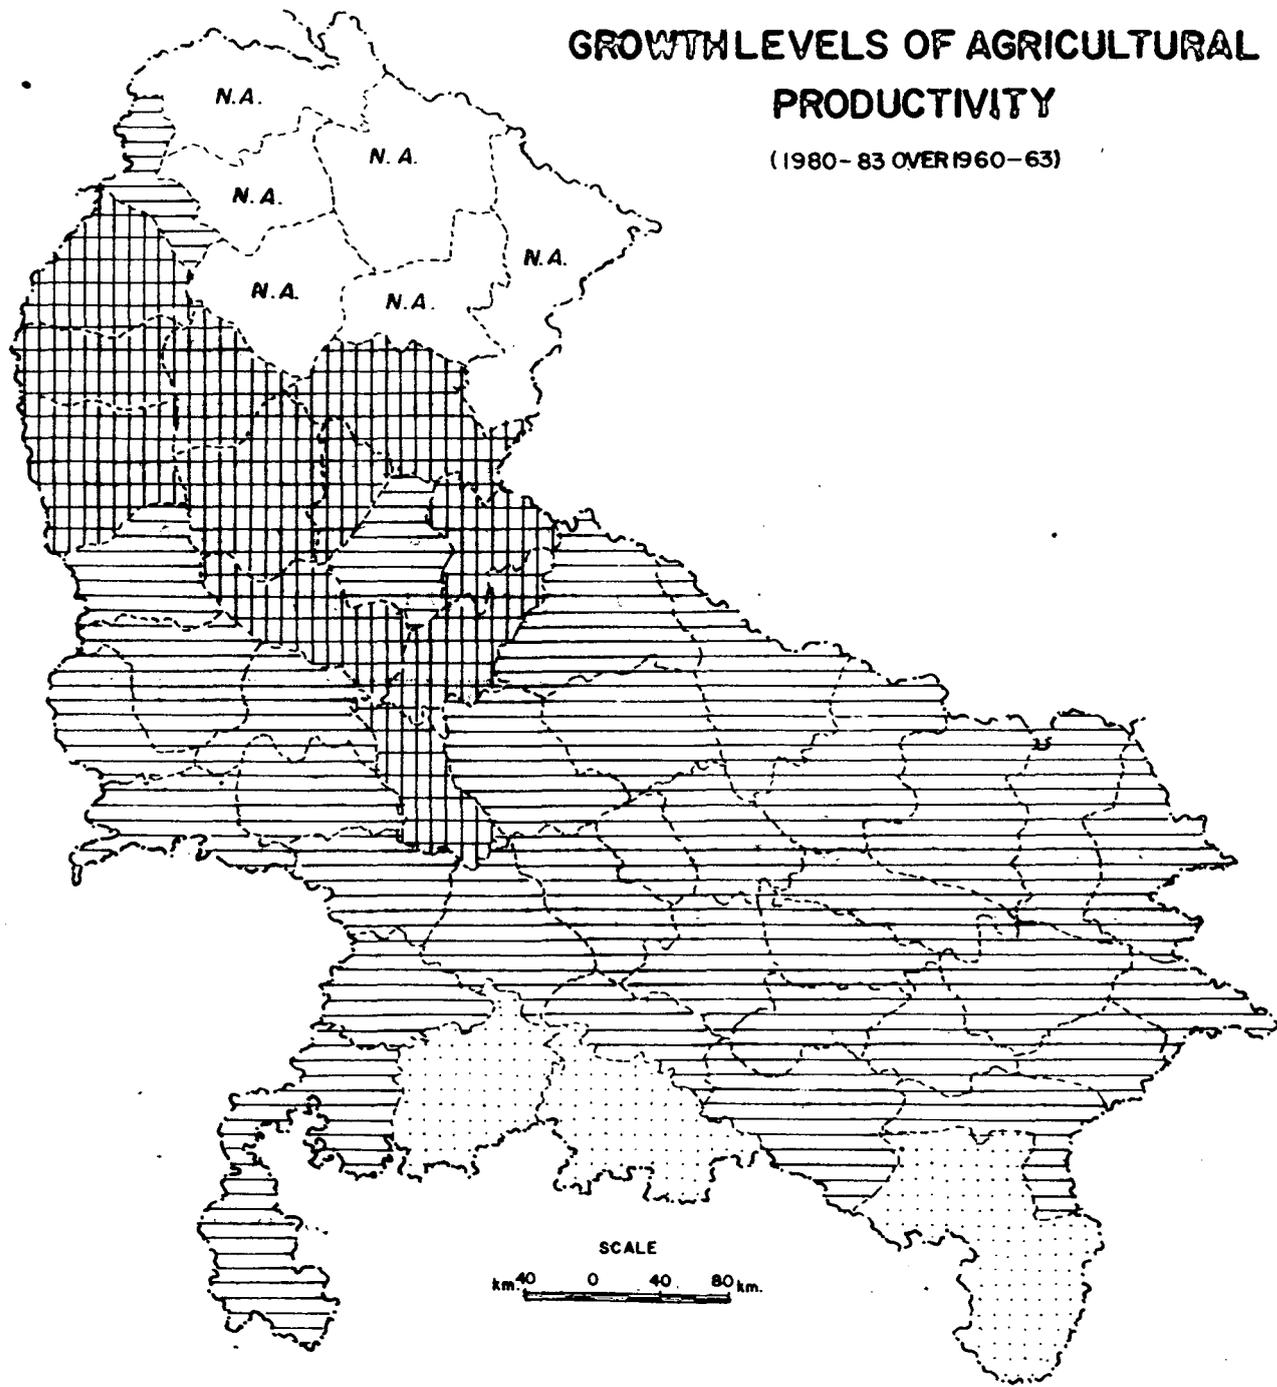 GROWTH LEVELS OF AGRICULTURAL
PRODUCTIVITY
(1980-83 OVER 1960-63)
N.A.
N.A.
N.A.
N.A.
N.A.
N.A.
SCALE
km. 40 0 40 80 km.